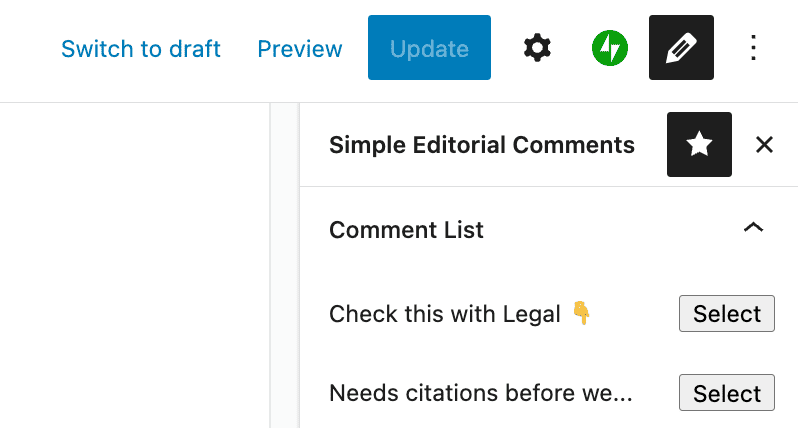 Switch to draft Preview Update
Simple Editorial Comments
Comment List
Check this with Legal 👇 Select
Needs citations before we... Select